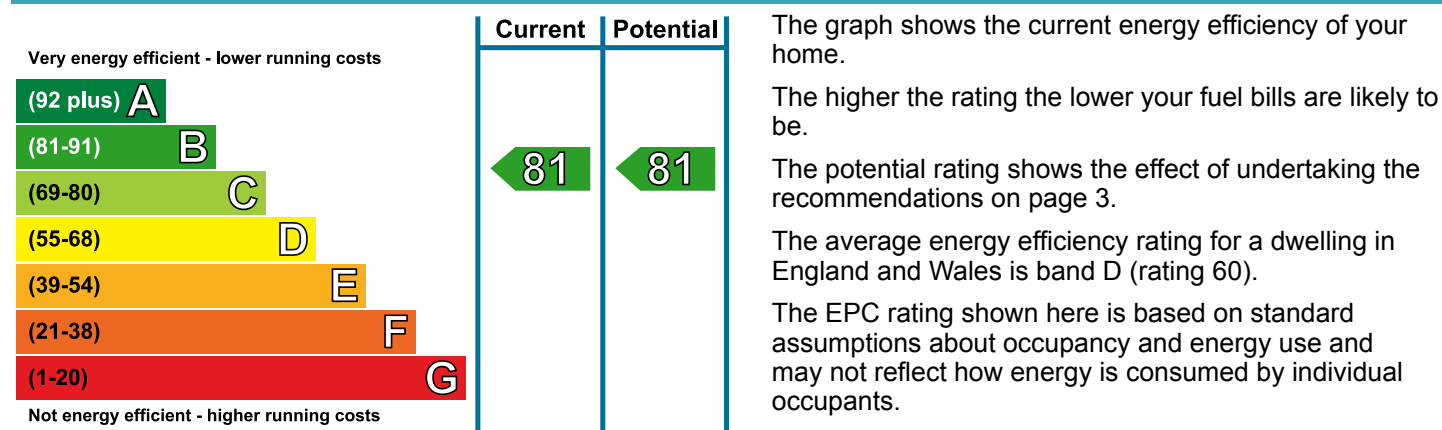 Current Potential
Very energy efficient - lower running costs
(92 plus) A
(81-91) B
(69-80) C
(55-68) D
(39-54) E
(21-38) F
(1-20) G
Not energy efficient - higher running costs
81 81
The graph shows the current energy efficiency of your
home.
The higher the rating the lower your fuel bills are likely to
be.
The potential rating shows the effect of undertaking the
recommendations on page 3.
The average energy efficiency rating for a dwelling in
England and Wales is band D (rating 60).
The EPC rating shown here is based on standard
assumptions about occupancy and energy use and
may not reflect how energy is consumed by individual
occupants.